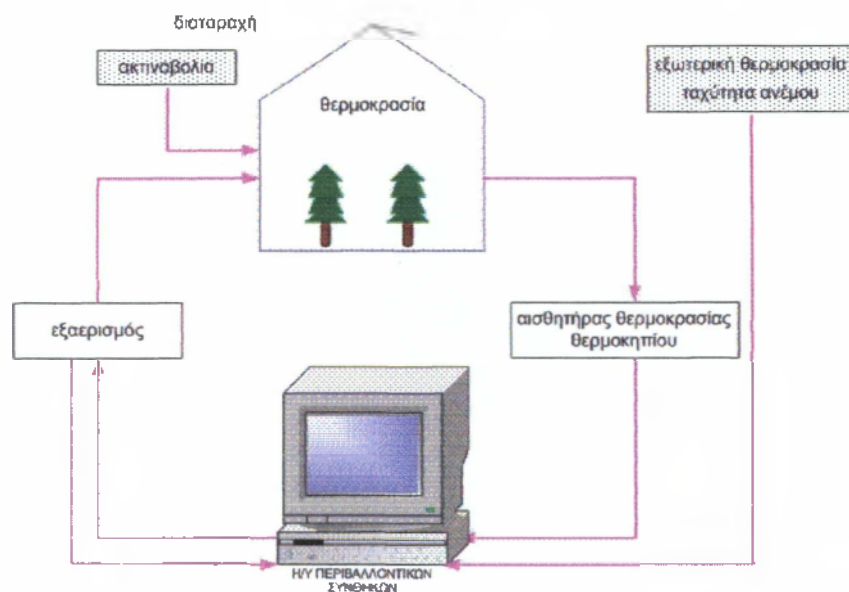 διαταραχή
ακτινοβολία
θερμοκρασία
εξωτερική θερμοκρασία
ταχύτητα ανέμου
εξαερισμός
αισθητήρας θερμοκρασίας
θερμοκηπίου
Η/Υ ΠΕΡΙΒΑΛΛΟΝΤΙΚΩΝ
ΣΥΝΘΗΚΩΝ